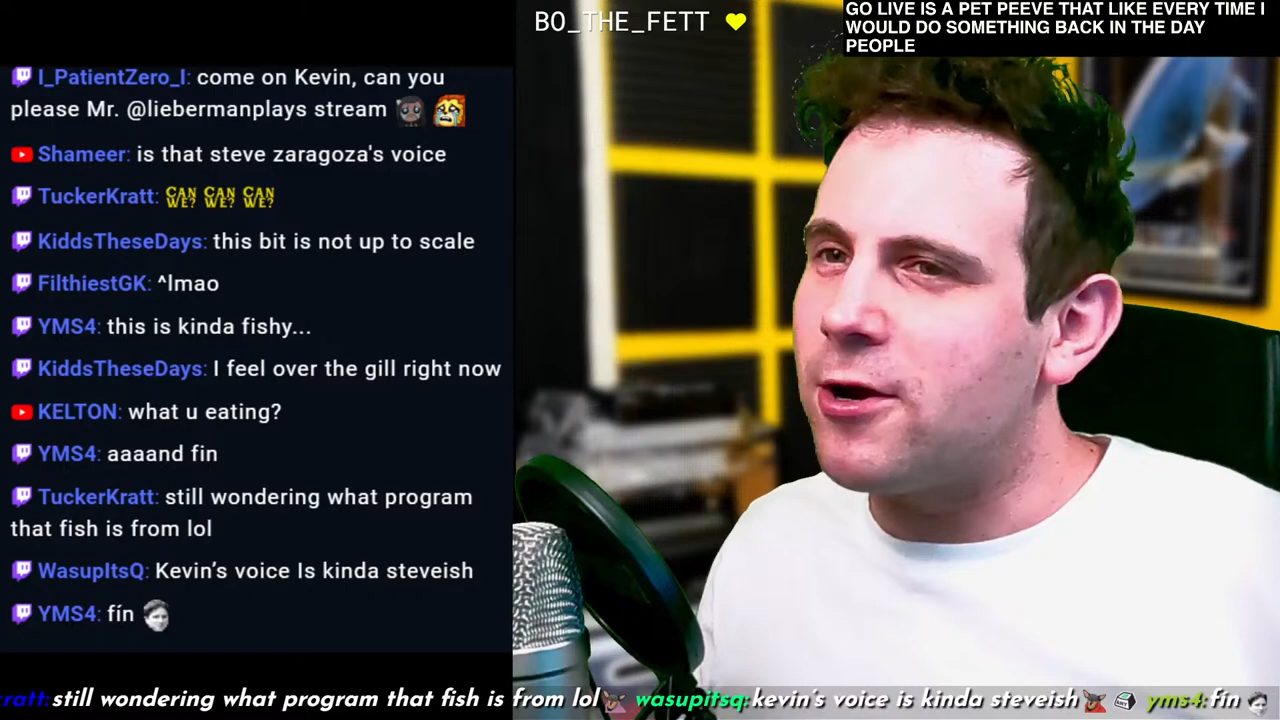 BO_THE_FETT
GO LIVE IS A PET PEEVE THAT LIKE EVERY TIME I
WOULD DO SOMETHING BACK IN THE DAY
PEOPLE
I_PatientZero_I: come on Kevin, can you
please Mr. @liebermanplays stream
Shameer: is that steve zaragoza's voice
TuckerKratt: CAN WE? CAN WE? CAN WE?
KiddsTheseDays: this bit is not up to scale
FilthiestGK: ^lmao
YMS4: this is kinda fishy...
KiddsTheseDays: I feel over the gill right now
KELTON: what u eating?
YMS4: aaaand fin
TuckerKratt: still wondering what program
that fish is from lol
WasupItsQ: Kevin’s voice Is kinda steveish
YMS4: fín
kratt: still wondering what program that fish is from lol wasupitsq: kevin's voice is kinda steveish yms4: fin